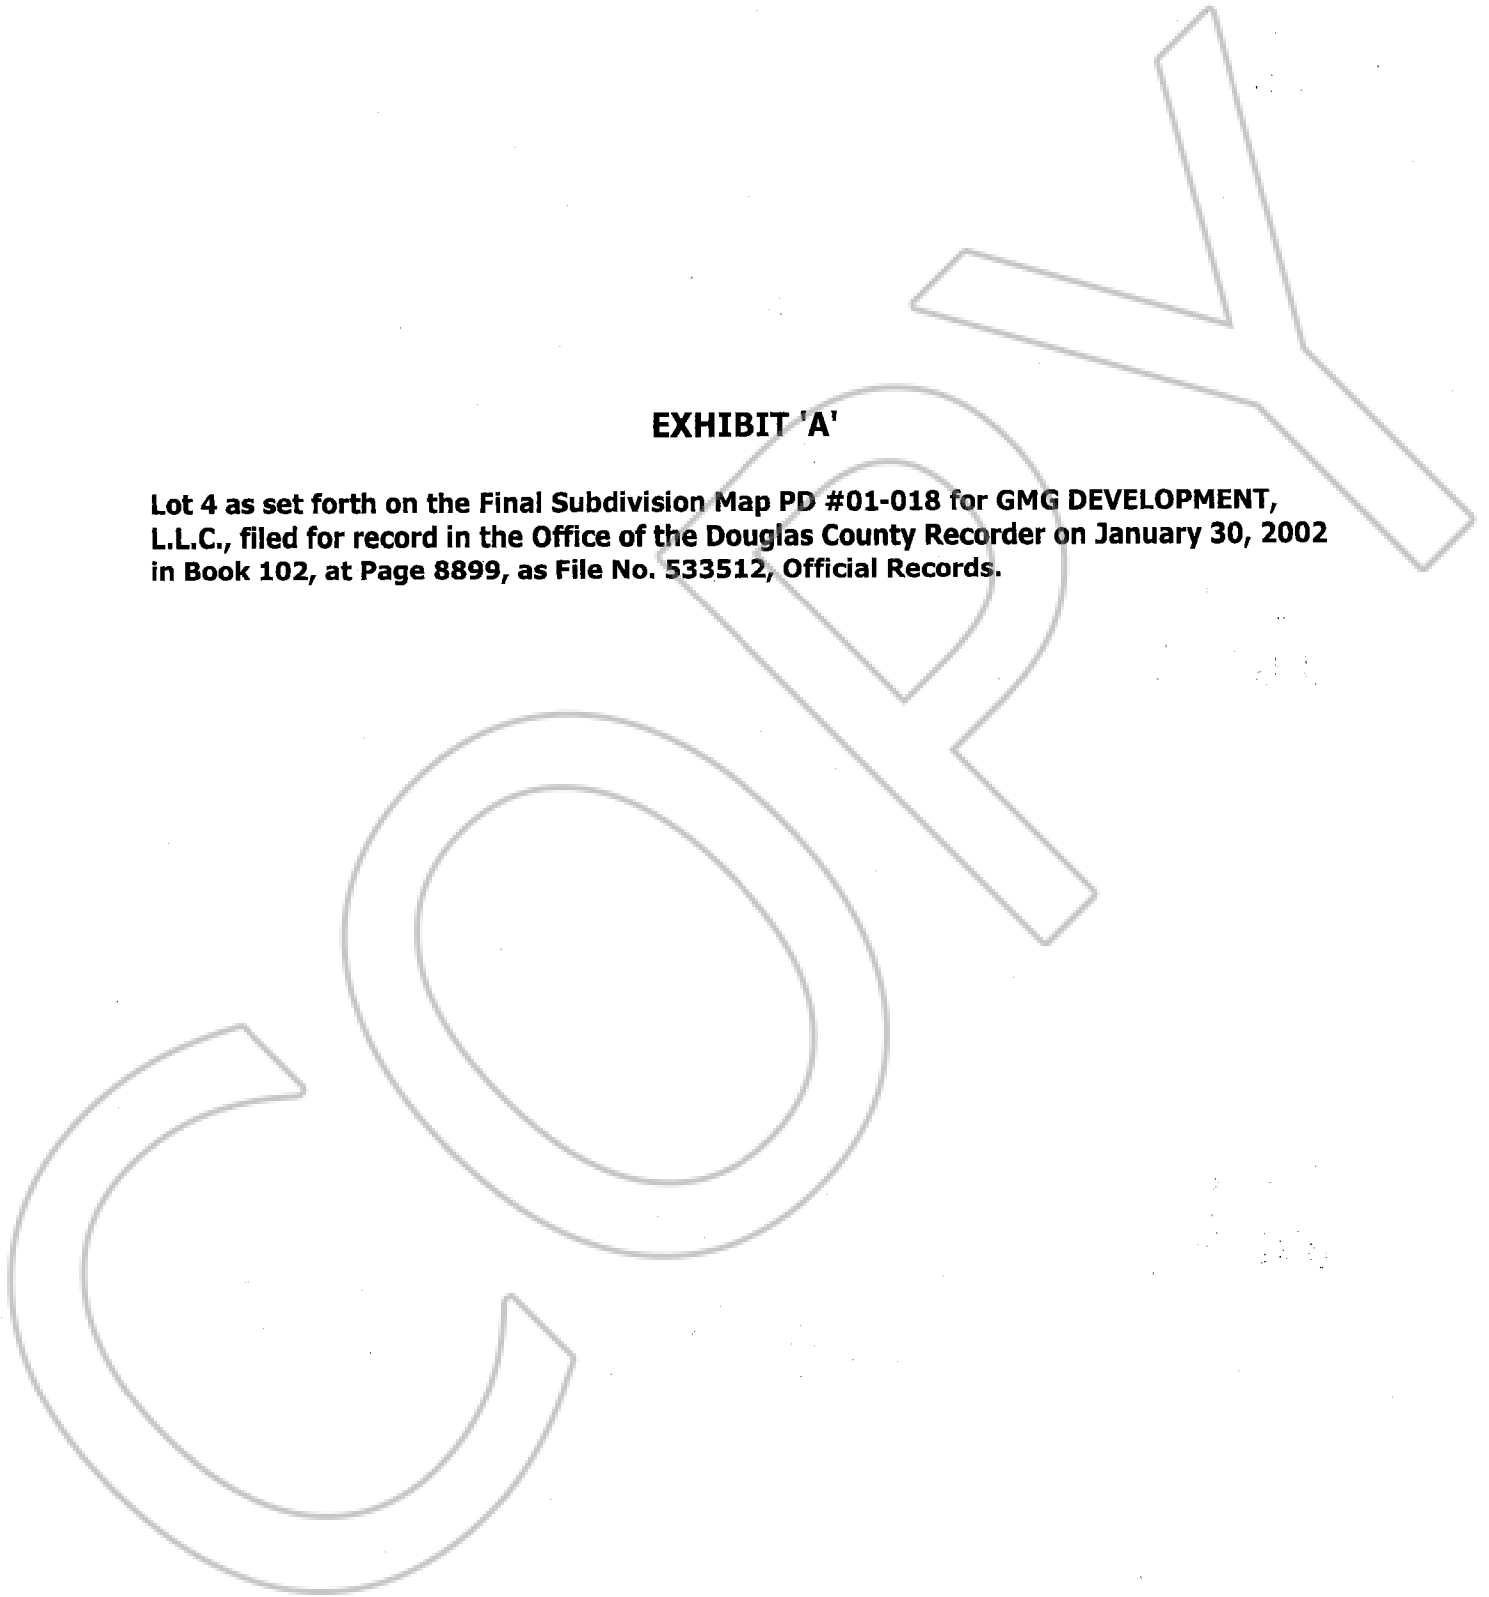 EXHIBIT 'A'
Lot 4 as set forth on the Final Subdivision Map PD #01-018 for GMG DEVELOPMENT,
L.L.C., filed for record in the Office of the Douglas County Recorder on January 30, 2002
in Book 102, at Page 8899, as File No. 533512, Official Records.
COPY